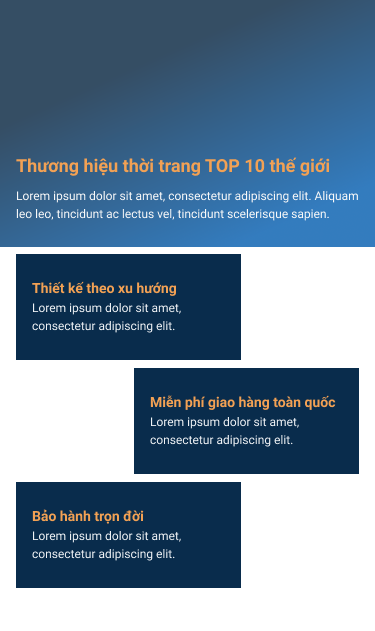 Thương hiệu thời trang TOP 10 thế giới
Lorem ipsum dolor sit amet, consectetur adipiscing elit. Aliquam
leo leo, tincidunt ac lectus vel, tincidunt scelerisque sapien.
Thiết kế theo xu hướng
Lorem ipsum dolor sit amet,
consectetur adipiscing elit.
Miễn phí giao hàng toàn quốc
Lorem ipsum dolor sit amet,
consectetur adipiscing elit.
Bảo hành trọn đời
Lorem ipsum dolor sit amet,
consectetur adipiscing elit.